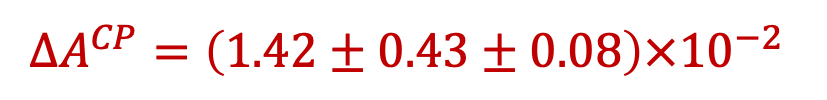 ΔA^{CP} = (1.42 ± 0.43 ± 0.08)×10^{−2}